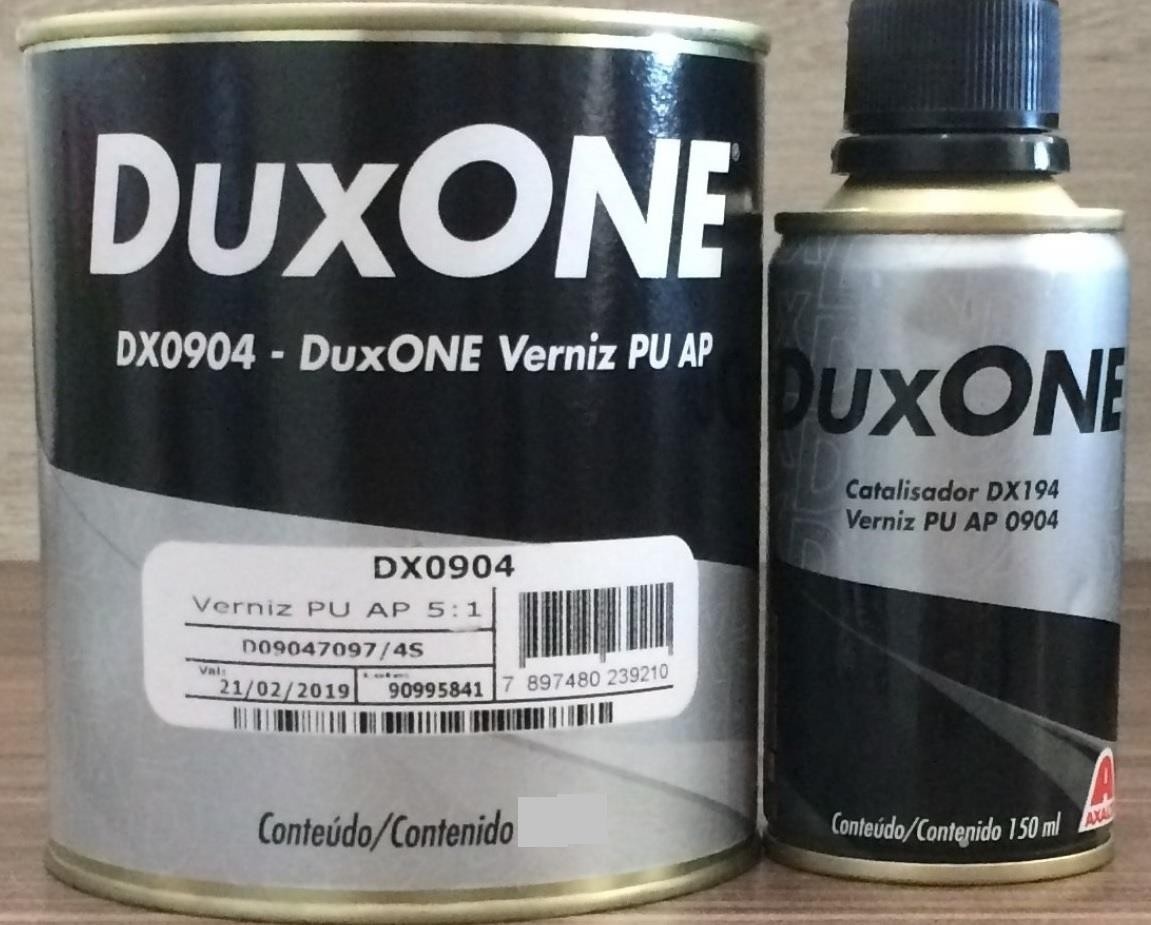 DUXONE®
DX0904 - DUXONE Verniz PU AP
DX0904
Verniz PU AP 5:1
D09047097/4S
Val:
21/02/2019
90995841
7 897480 239210
Conteúdo/Contenido
DUXONE
Catalisador DX194
Verniz PU AP 0904
Conteúdo/Contenido 150 ml